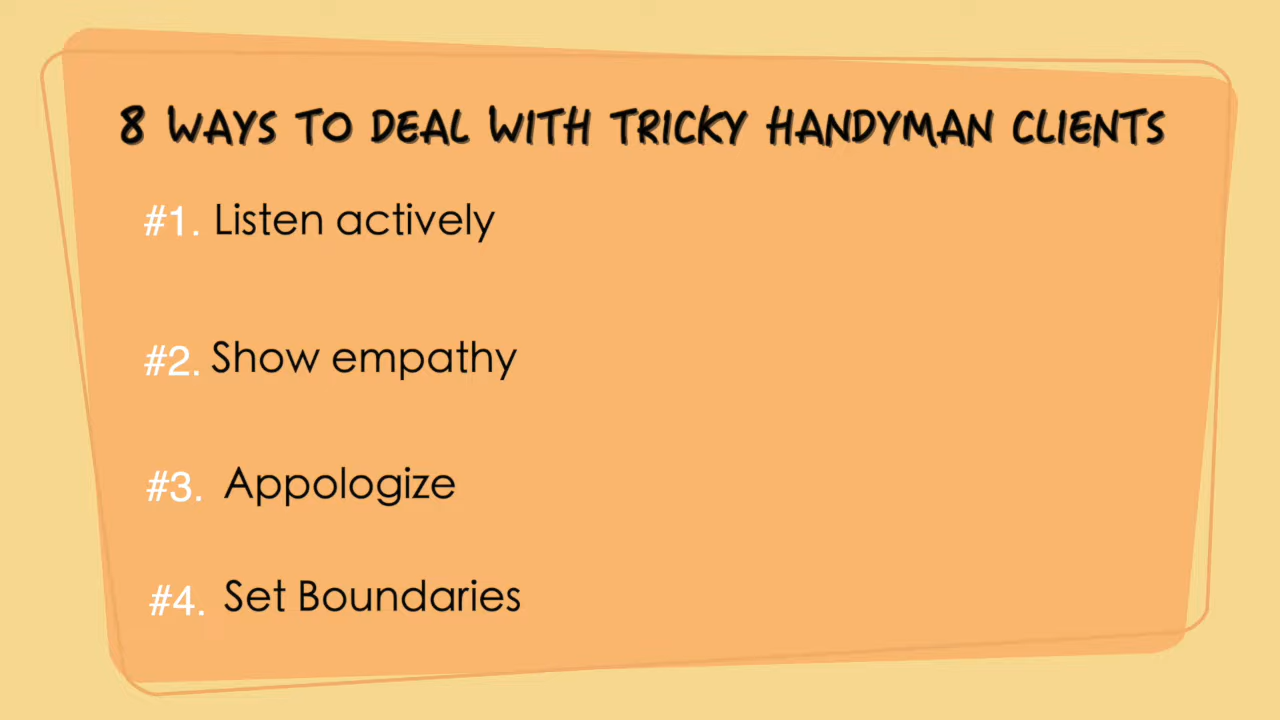 8 WAYS TO DEAL WITH TRICKY HANDYMAN CLIENTS
#1. Listen actively
#2. Show empathy
#3. Appologize
#4. Set Boundaries